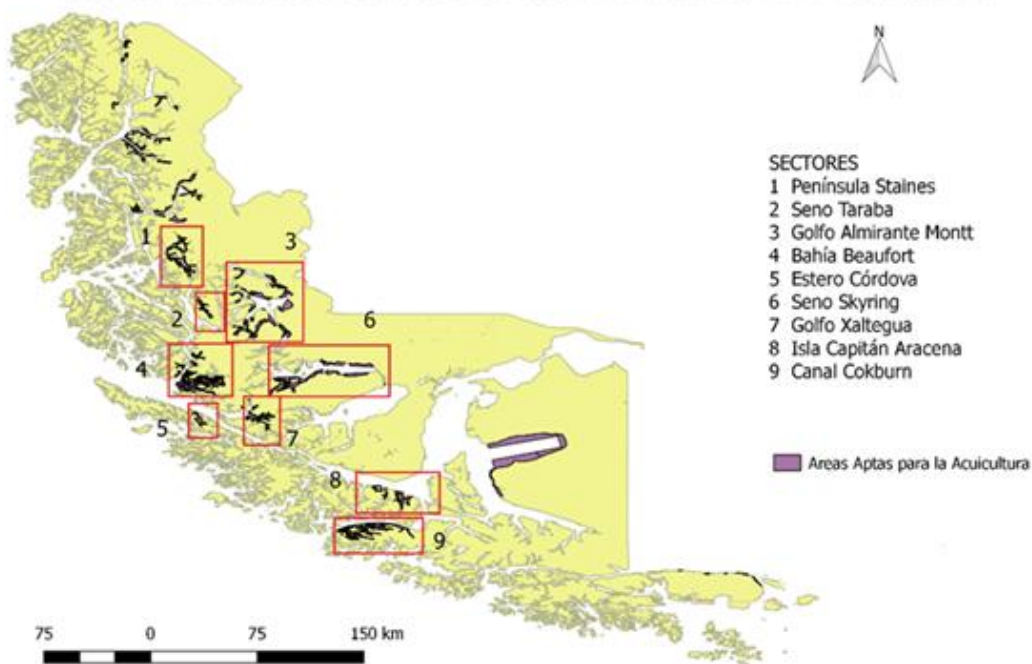 N
SECTORES
1 Península Staines
2 Seno Taraba
3 Golfo Almirante Montt
4 Bahía Beaufort
5 Estero Córdova
6 Seno Skyring
7 Golfo Xaltegua
8 Isla Capitán Aracena
9 Canal Cokburn
Areas Aptas para la Acuicultura
1
3
2
6
4
5
7
8
9
75 0 75 150 km